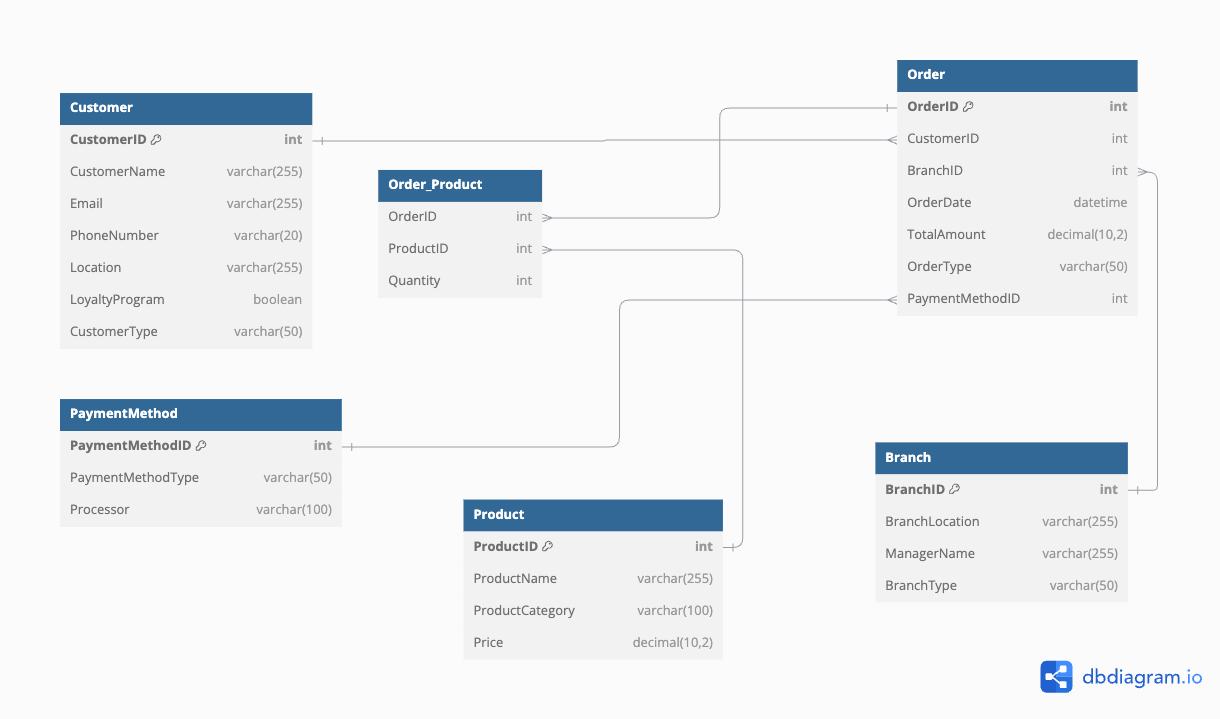 Customer
CustomerID int
CustomerName varchar(255)
Email varchar(255)
PhoneNumber varchar(20)
Location varchar(255)
LoyaltyProgram boolean
CustomerType varchar(50)
Order_Product
OrderID int
ProductID int
Quantity int
Order
OrderID int
CustomerID int
BranchID int
OrderDate datetime
TotalAmount decimal(10,2)
OrderType varchar(50)
PaymentMethodID int
PaymentMethod
PaymentMethodID int
PaymentMethodType varchar(50)
Processor varchar(100)
Product
ProductID int
ProductName varchar(255)
ProductCategory varchar(100)
Price decimal(10,2)
Branch
BranchID int
BranchLocation varchar(255)
ManagerName varchar(255)
BranchType varchar(50)
dbdiagram.io